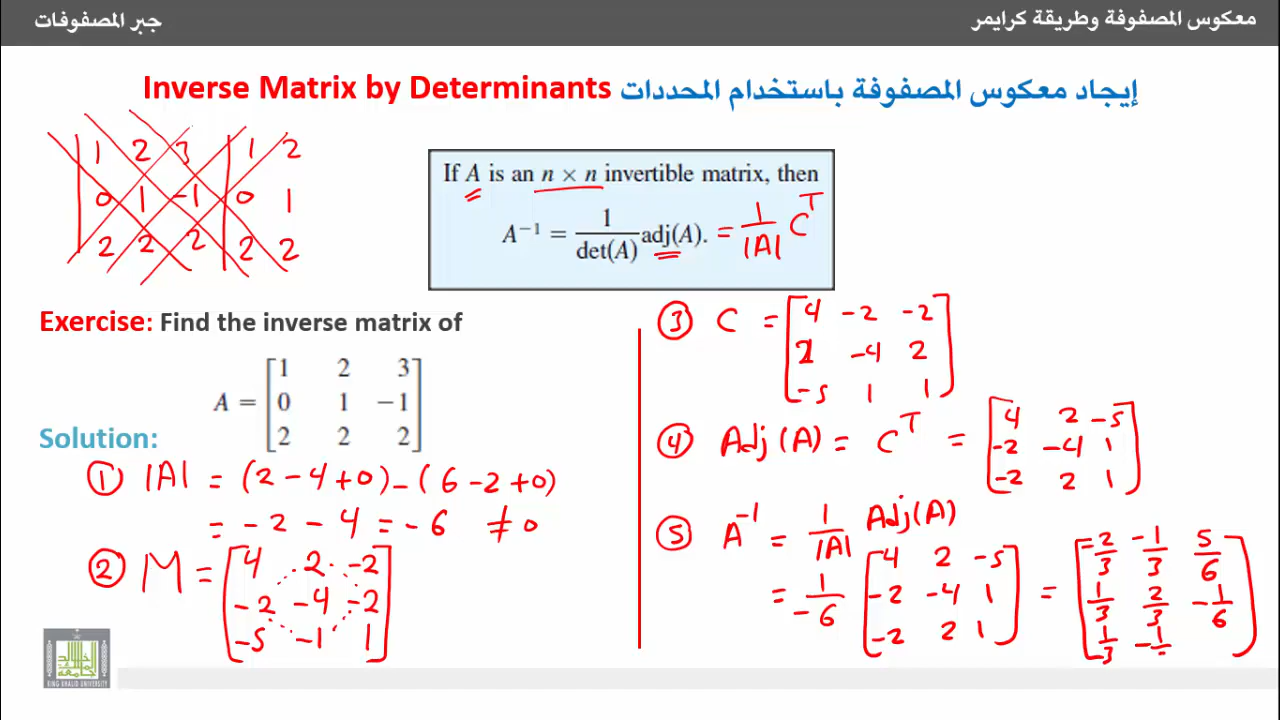 معكوس المصفوفة وطريقة كرايمر
جبر المصفوفات
Inverse Matrix by Determinants إيجاد معكوس المصفوفة باستخدام المحددات
1 2 3 1 2
0 1 -1 0 1
2 2 2 2 2
If A is an n × n invertible matrix, then
A⁻¹ = 1/det(A) adj(A). = 1/|A| Cᵀ
Exercise: Find the inverse matrix of
A = [1 2 3
0 1 -1
2 2 2]
Solution:
① |A| = (2 - 4 + 0) - (6 - 2 + 0)
= -2 - 4 = -6 ≠ 0
② M = [4 2 -2
-2 -4 -2
-5 -1 1]
③ C = [4 -2 -2
2 -4 2
-5 1 1]
④ Adj(A) = Cᵀ = [4 2 -5
-2 -4 1
-2 2 1]
⑤ A⁻¹ = 1/|A| Adj(A)
= 1/-6 [4 2 -5
-2 -4 1
-2 2 1] = [-2/3 -1/3 5/6
1/3 2/3 -1/6
1/3 -1/
KING KHALID UNIVERSITY